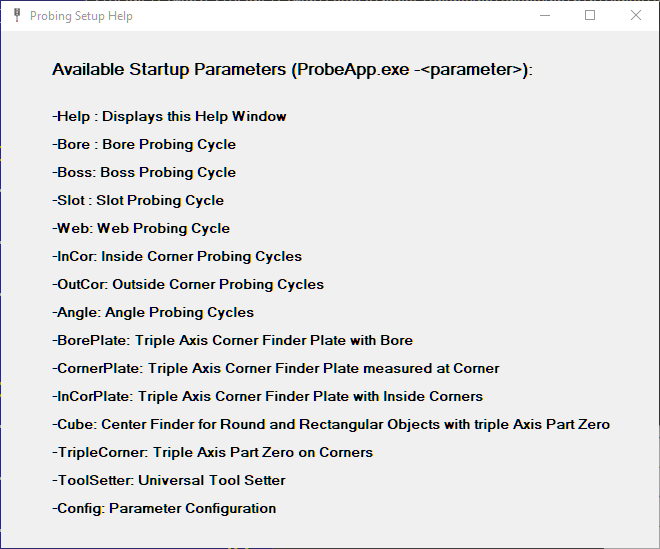 Probing Setup Help
Available Startup Parameters (ProbeApp.exe -<parameter>):
-Help : Displays this Help Window
-Bore : Bore Probing Cycle
-Boss: Boss Probing Cycle
-Slot : Slot Probing Cycle
-Web: Web Probing Cycle
-InCor: Inside Corner Probing Cycles
-OutCor: Outside Corner Probing Cycles
-Angle: Angle Probing Cycles
-BorePlate: Triple Axis Corner Finder Plate with Bore
-CornerPlate: Triple Axis Corner Finder Plate measured at Corner
-InCorPlate: Triple Axis Corner Finder Plate with Inside Corners
-Cube: Center Finder for Round and Rectangular Objects with triple Axis Part Zero
-TripleCorner: Triple Axis Part Zero on Corners
-ToolSetter: Universal Tool Setter
-Config: Parameter Configuration